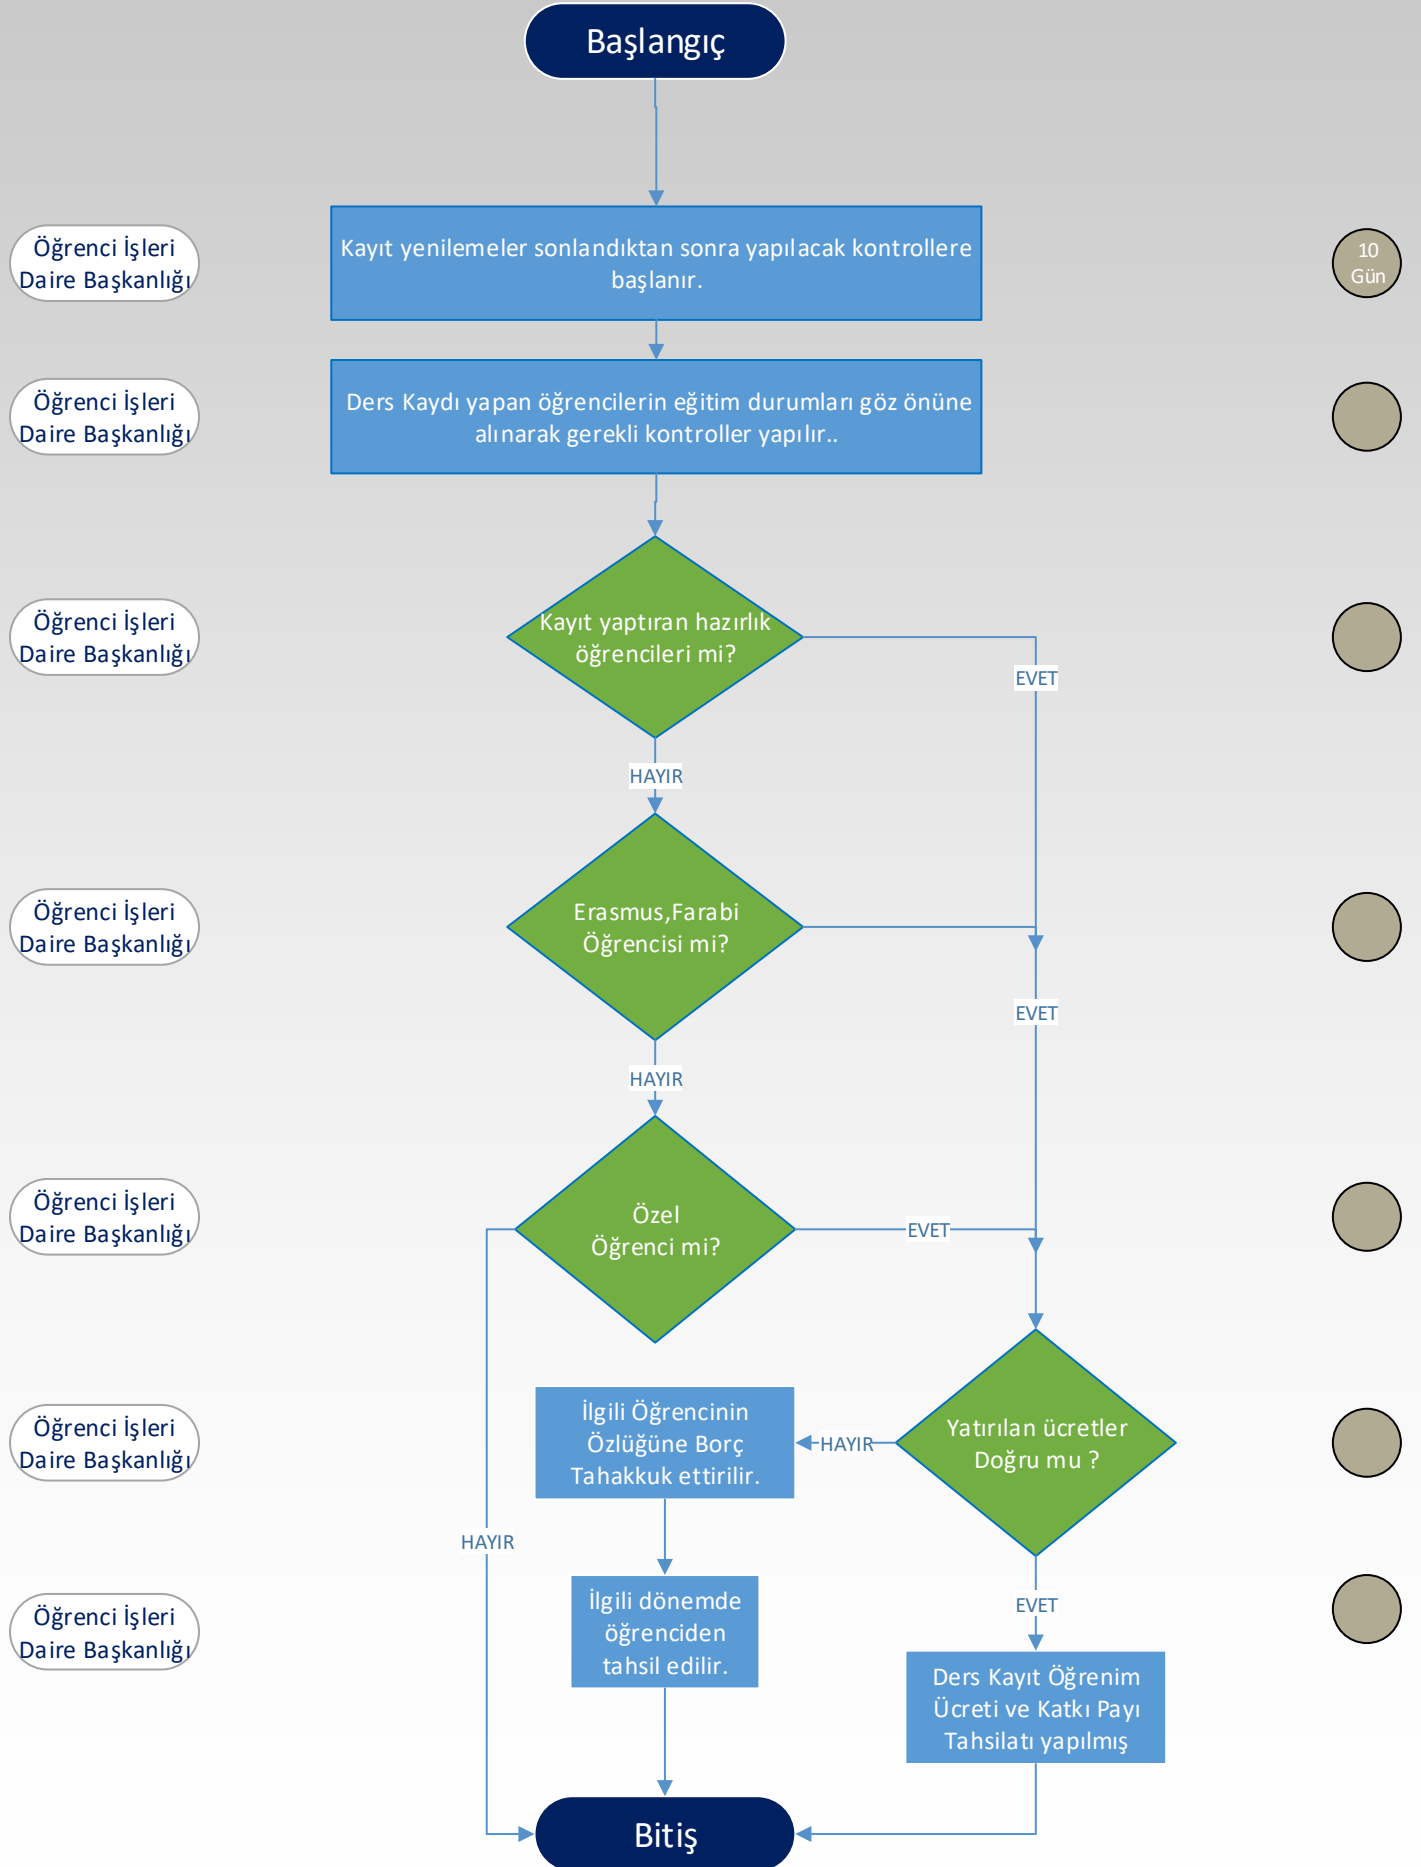 Başlangıç
Öğrenci İşleri
Daire Başkanlığı
Kayıt yenilemeler sonlandıktan sonra yapılacak kontrollere
başlanır.
10
Gün
Öğrenci İşleri
Daire Başkanlığı
Ders Kaydı yapan öğrencilerin eğitim durumları göz önüne
alınarak gerekli kontroller yapılır..
Öğrenci İşleri
Daire Başkanlığı
Kayıt yaptıran hazırlık
öğrencileri mi?
EVET
HAYIR
Öğrenci İşleri
Daire Başkanlığı
Erasmus,Farabi
Öğrencisi mi?
EVET
HAYIR
Öğrenci İşleri
Daire Başkanlığı
Özel
Öğrenci mi?
EVET
Öğrenci İşleri
Daire Başkanlığı
İlgili Öğrencinin
Özlüğüne Borç
Tahakkuk ettirilir.
HAYIR
Yatırılan ücretler
Doğru mu ?
HAYIR
Öğrenci İşleri
Daire Başkanlığı
İlgili dönemde
öğrenciden
tahsil edilir.
EVET
Ders Kayıt Öğrenim
Ücreti ve Katkı Payı
Tahsilatı yapılmış
Bitiş